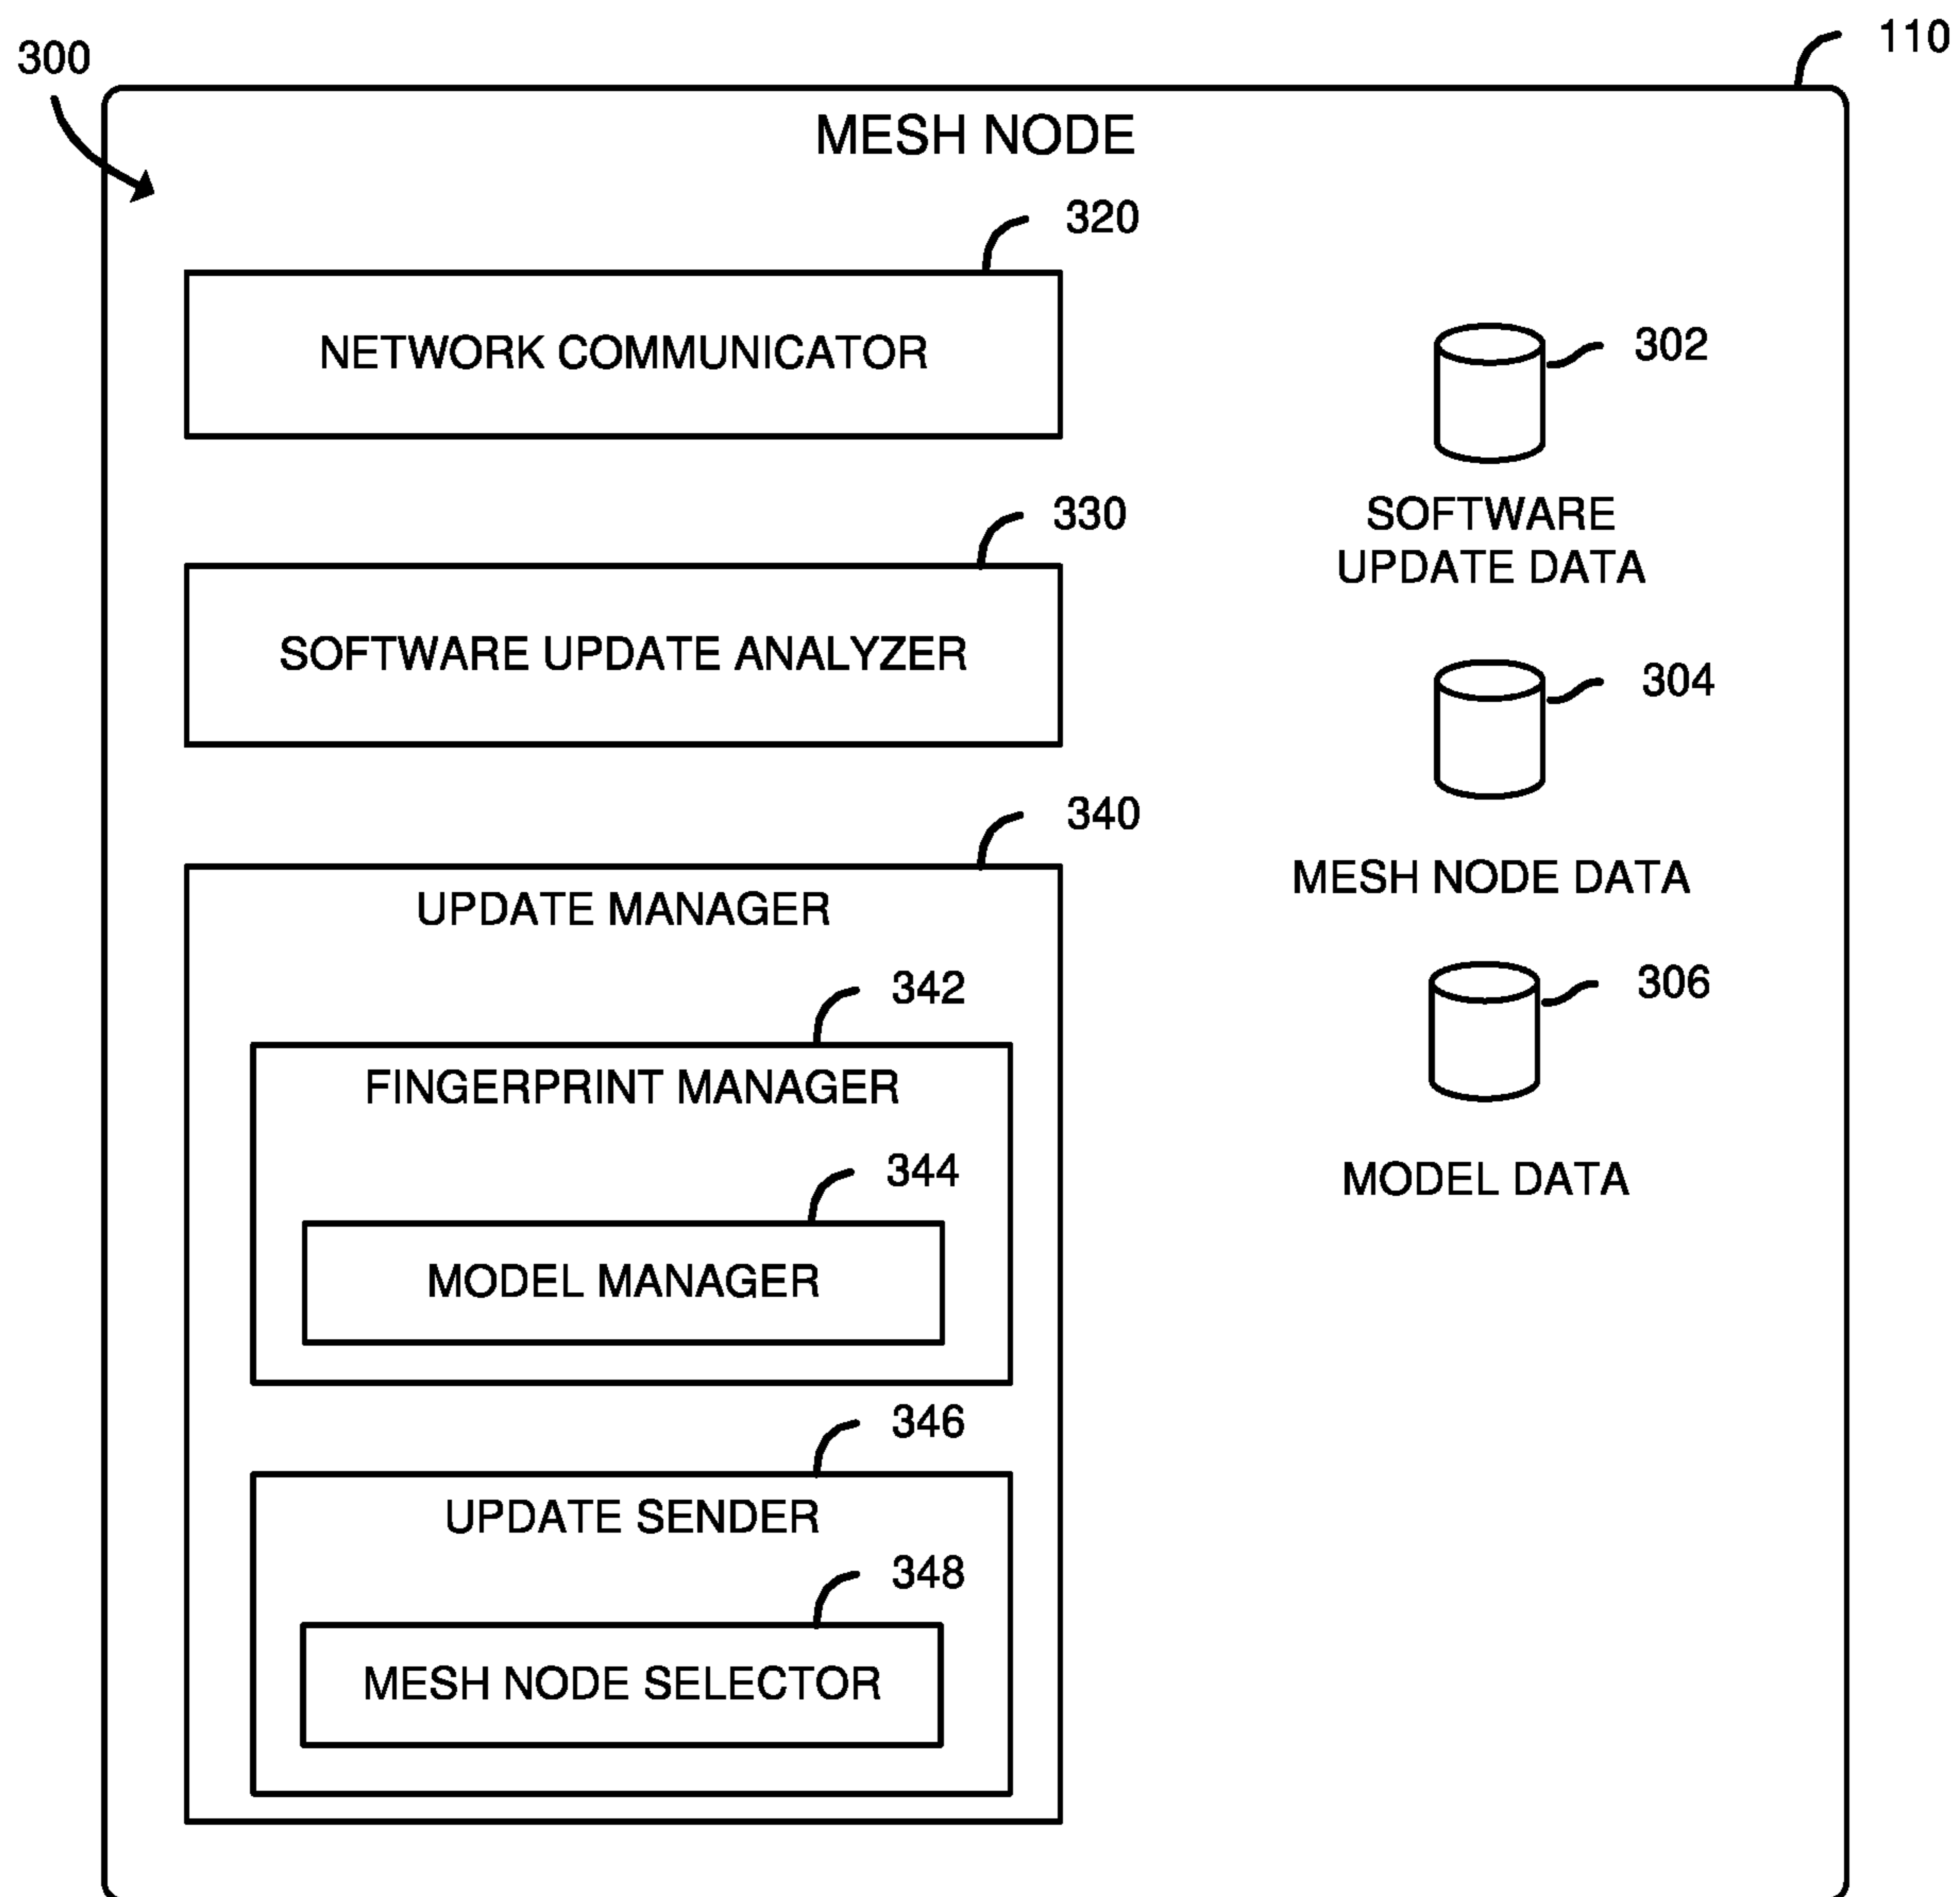 110
300
MESH NODE
320
NETWORK COMMUNICATOR
302
SOFTWARE
UPDATE DATA
330
SOFTWARE UPDATE ANALYZER
304
MESH NODE DATA
340
UPDATE MANAGER
306
MODEL DATA
342
FINGERPRINT MANAGER
344
MODEL MANAGER
346
UPDATE SENDER
348
MESH NODE SELECTOR